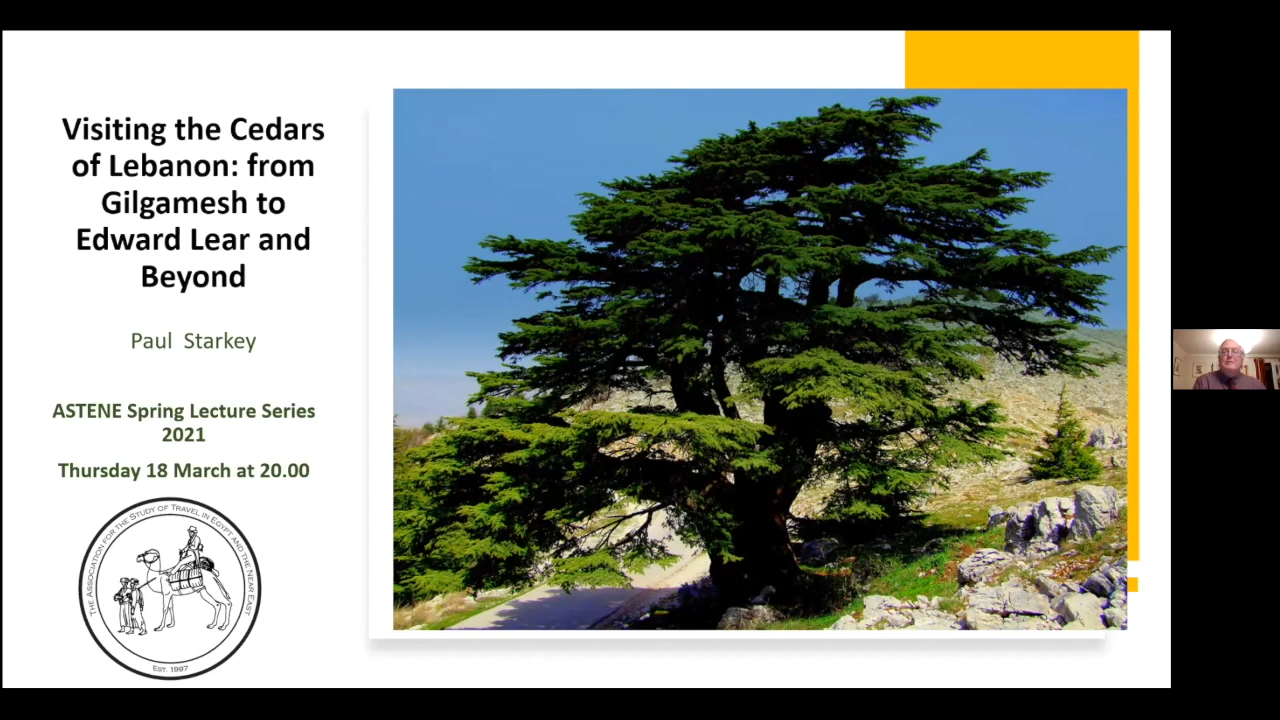 Visiting the Cedars
of Lebanon: from
Gilgamesh to
Edward Lear and
Beyond
Paul Starkey
ASTENE Spring Lecture Series
2021
Thursday 18 March at 20.00
THE ASSOCIATION FOR THE STUDY OF TRAVEL IN EGYPT AND THE NEAR EAST
EST. 1997